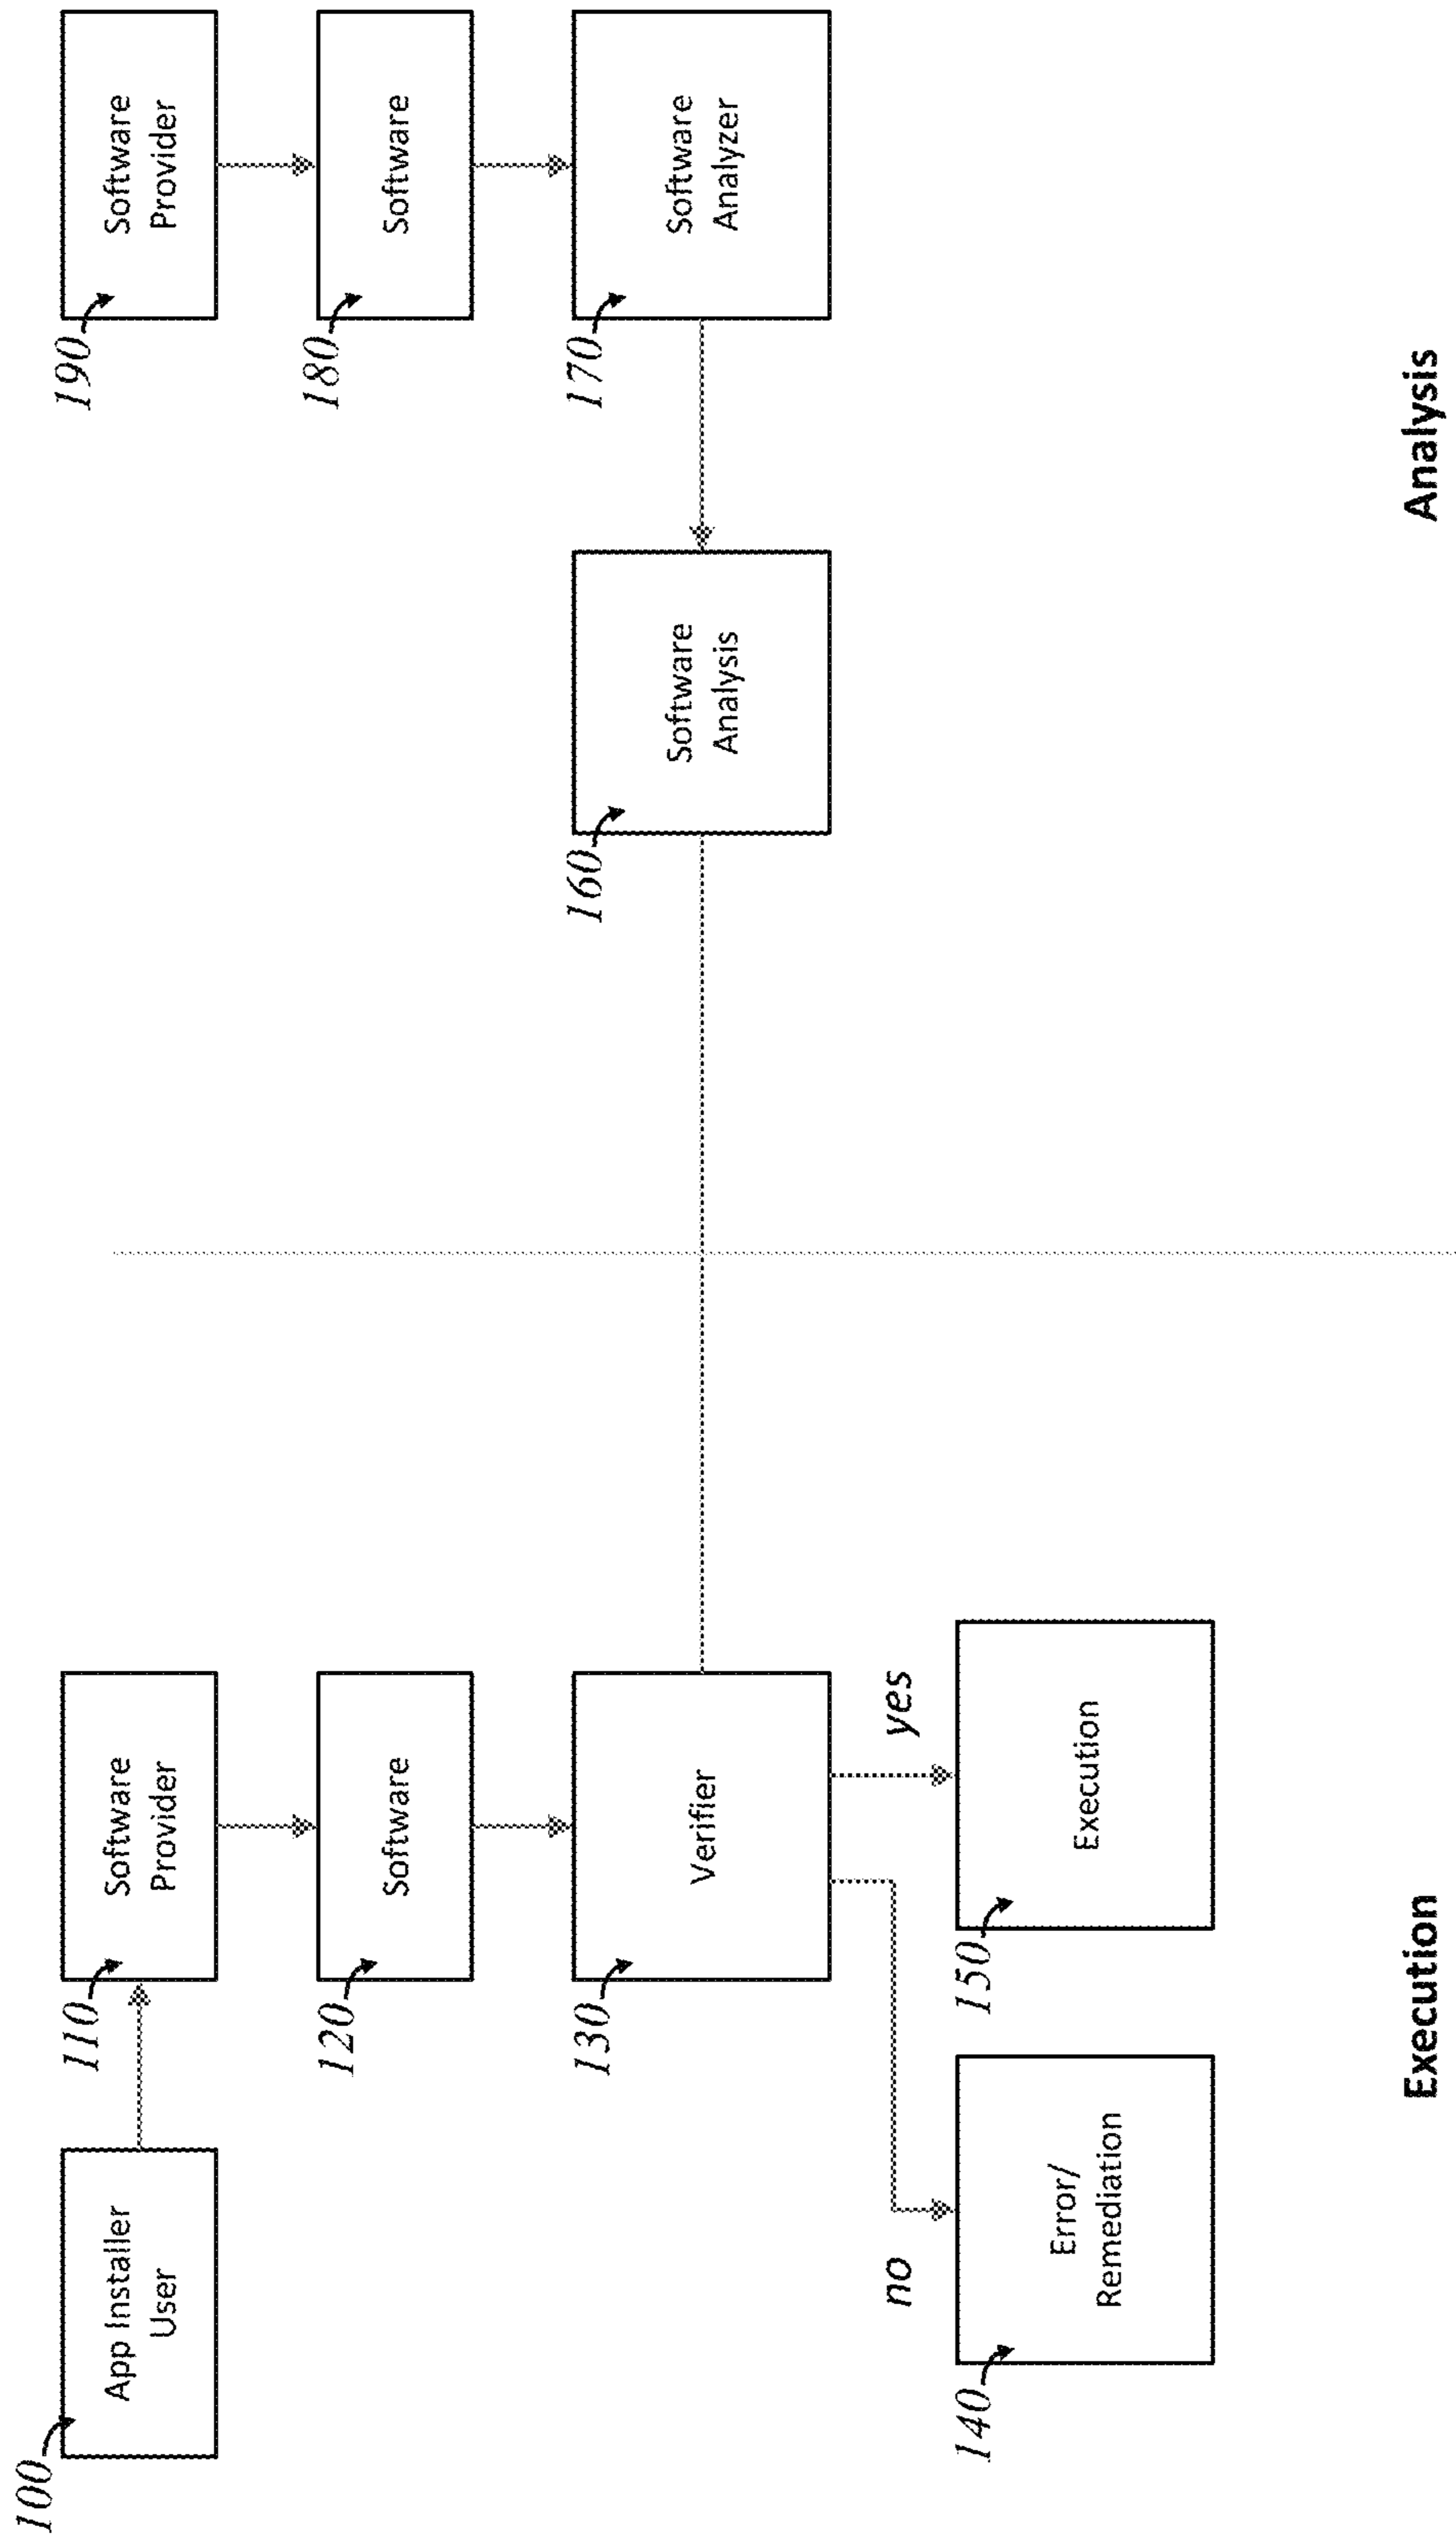 100
App Installer
User
110
Software
Provider
190
Software
Provider
120
Software
180
Software
130
Verifier
160
Software
Analysis
170
Software
Analyzer
no
yes
140
Error/
Remediation
150
Execution
Execution
Analysis